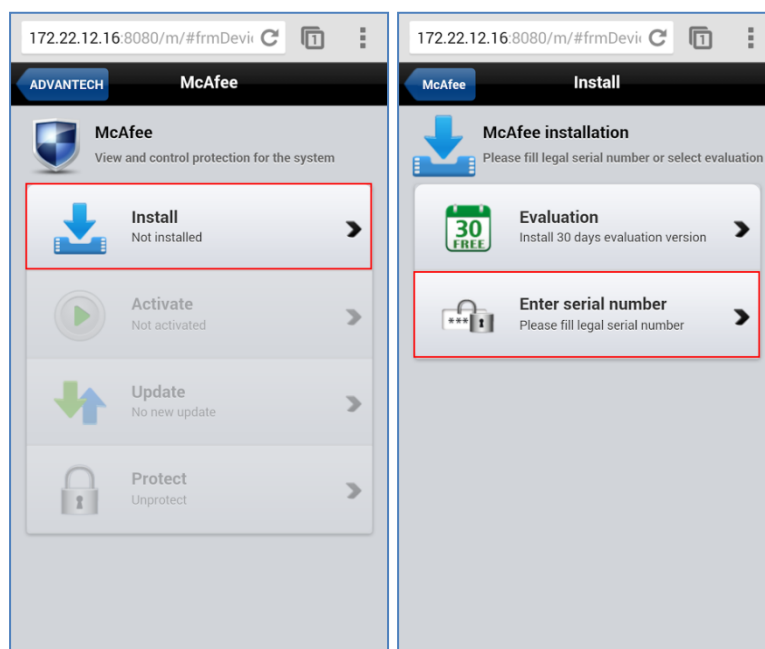 172.22.12.16:8080/m/#frmDevi
1
ADVANTECH
McAfee
McAfee
View and control protection for the system
Install
Not installed
Activate
Not activated
Update
No new update
Protect
Unprotect
172.22.12.16:8080/m/#frmDevi
1
McAfee
Install
McAfee installation
Please fill legal serial number or select evaluation
30
FREE
Evaluation
Install 30 days evaluation version
***
Enter serial number
Please fill legal serial number